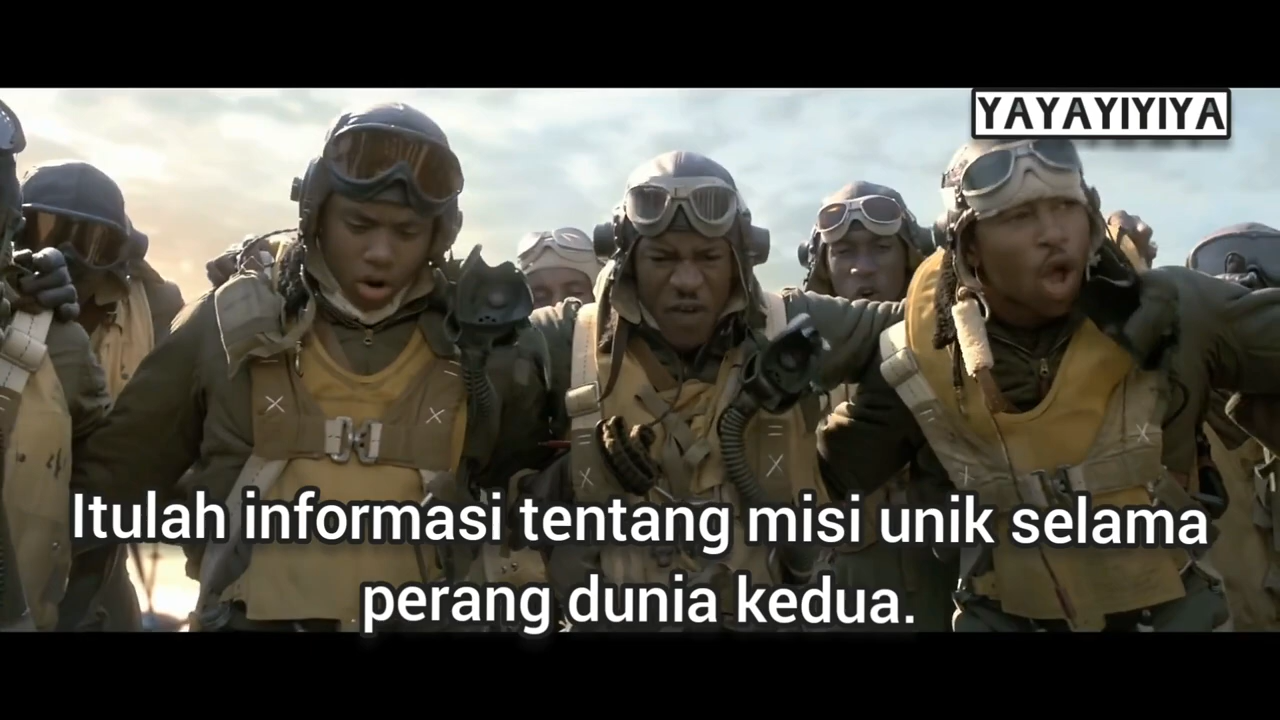 YAYAYIYIYA
Itulah informasi tentang misi unik selama
perang dunia kedua.